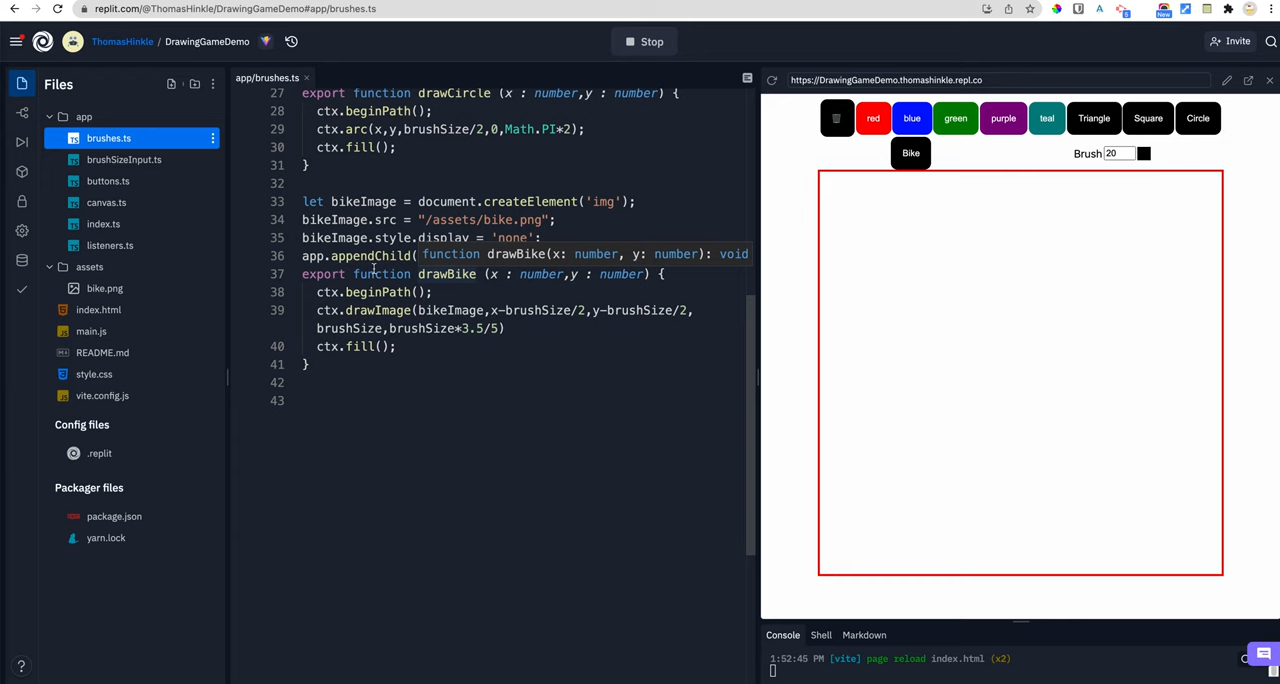 replit.com/@ThomasHinkle/DrawingGameDemo#app/brushes.ts
New
5
ThomasHinkle / DrawingGameDemo
Stop
Invite
Files
app
brushes.ts
brushSizeInput.ts
buttons.ts
canvas.ts
index.ts
listeners.ts
assets
bike.png
index.html
main.js
README.md
style.css
vite.config.js
Config files
.replit
Packager files
package.json
yarn.lock
?
app/brushes.ts ×
27 export function drawCircle (x : number,y : number) {
28 ctx.beginPath();
29 ctx.arc(x,y,brushSize/2,0,Math.PI*2);
30 ctx.fill();
31 }
32
33 let bikeImage = document.createElement('img');
34 bikeImage.src = "/assets/bike.png";
35 bikeImage.style.display = 'none';
36 app.appendChild(
function drawBike(x: number, y: number): void
37 export function drawBike (x : number,y : number) {
38 ctx.beginPath();
39 ctx.drawImage(bikeImage,x-brushSize/2,y-brushSize/2,
brushSize,brushSize*3.5/5)
40 ctx.fill();
41 }
42
43
https://DrawingGameDemo.thomashinkle.repl.co
red blue green purple teal Triangle Square Circle
Bike Brush 20
Console Shell Markdown
1:52:45 PM [vite] page reload index.html (x2)